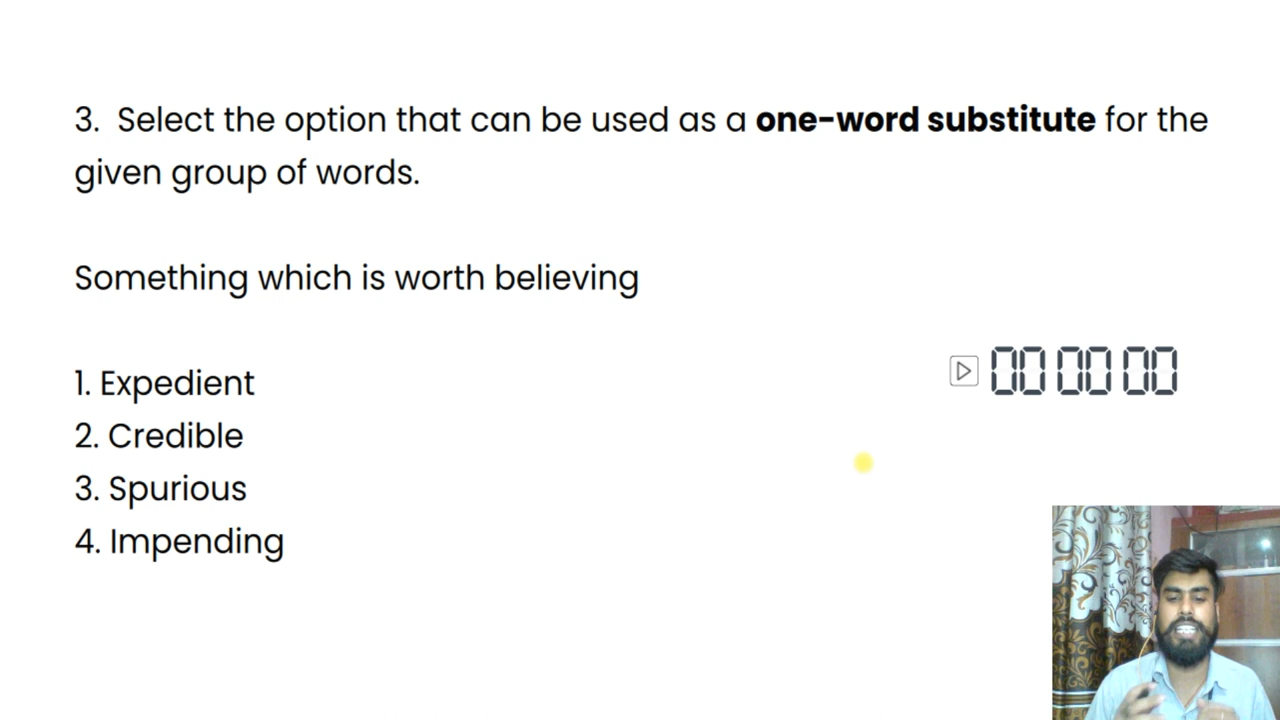 3. Select the option that can be used as a one-word substitute for the
given group of words.
Something which is worth believing
1. Expedient
2. Credible
3. Spurious
4. Impending
00 00 00